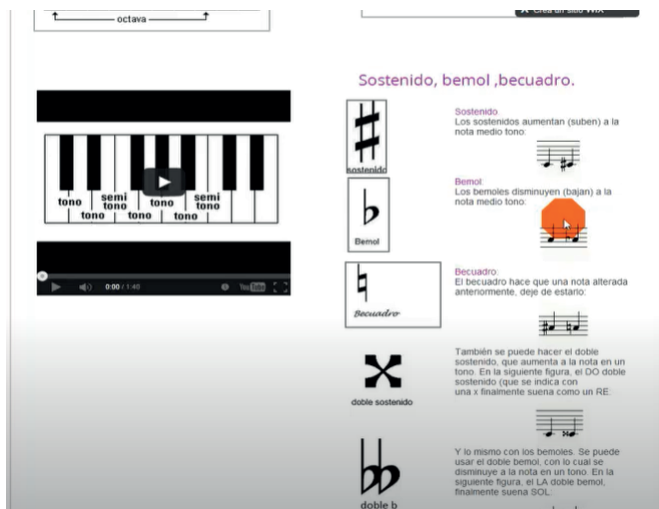 octava
Crea un sitio WIX
tono
semi
tono
tono
semi
tono
tono
tono
tono
0:00 / 1:40
YouTube
Sostenido, bemol ,becuadro.
sostenido
Sostenido:
Los sostenidos aumentan (suben) a la
nota medio tono:
Bemol
Bemol:
Los bemoles disminuyen (bajan) a la
nota medio tono:
Becuadro
Becuadro:
El becuadro hace que una nota alterada
anteriormente, deje de estarlo:
También se puede hacer el doble
sostenido, que aumenta a la nota en un
tono. En la siguiente figura, el DO doble
sostenido (que se indica con
una x finalmente suena como un RE:
doble sostenido
Y lo mismo con los bemoles. Se puede
usar el doble bemol, con lo cual se
disminuye a la nota en un tono. En la
siguiente figura, el LA doble bemol,
finalmente suena SOL:
doble b